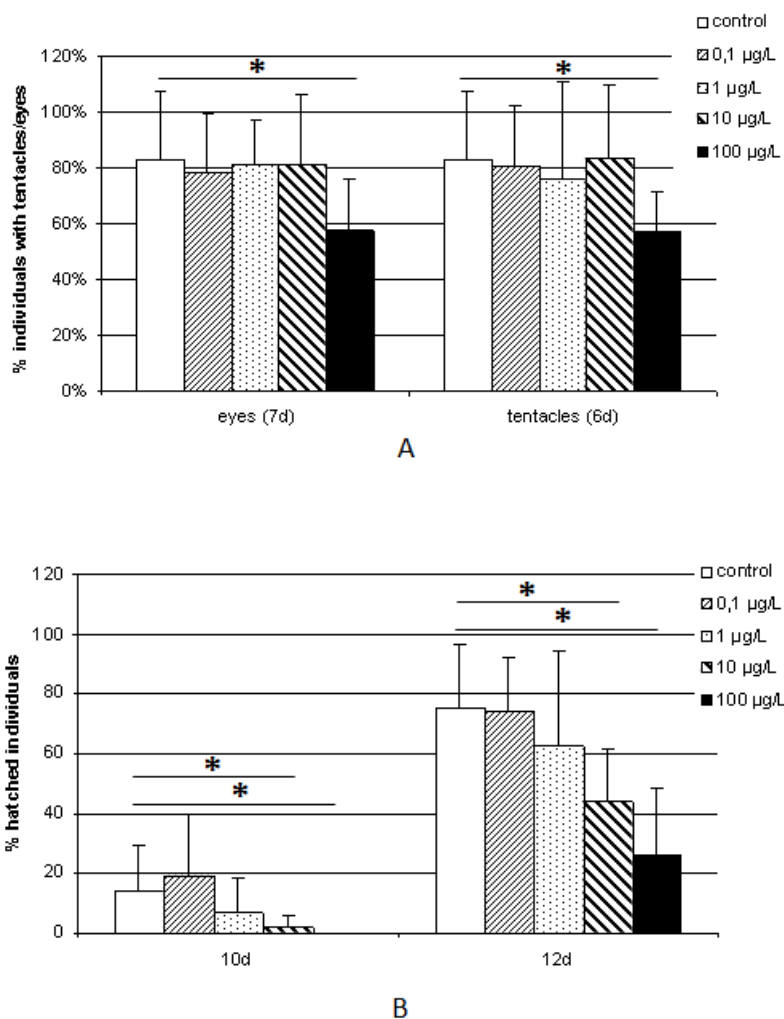 control
0,1 µg/L
1 µg/L
10 µg/L
100 µg/L
% individuals with tentacles/eyes
120%
100%
80%
60%
40%
20%
0%
*
*
eyes (7d)
tentacles (6d)
A
control
0,1 µg/L
1 µg/L
10 µg/L
100 µg/L
% hatched individuals
120
100
80
60
40
20
0
*
*
*
*
10d
12d
B